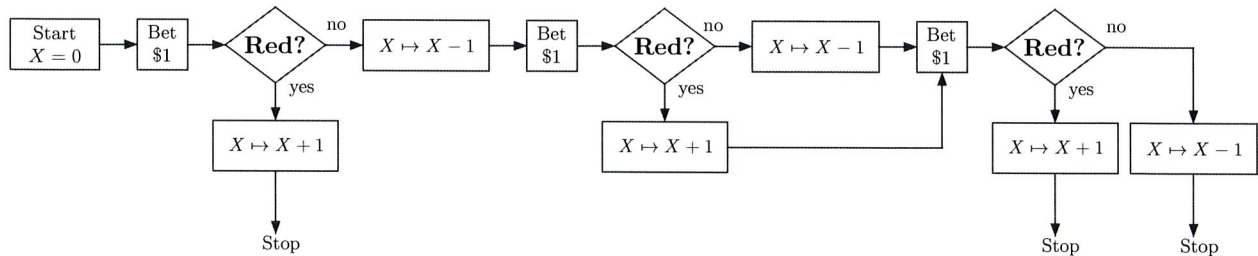 Start
X = 0
Bet
$1
Red?
no
X ↦ X − 1
Bet
$1
Red?
no
X ↦ X − 1
Bet
$1
Red?
no
yes
yes
yes
X ↦ X + 1
X ↦ X + 1
X ↦ X + 1
X ↦ X − 1
Stop
Stop
Stop